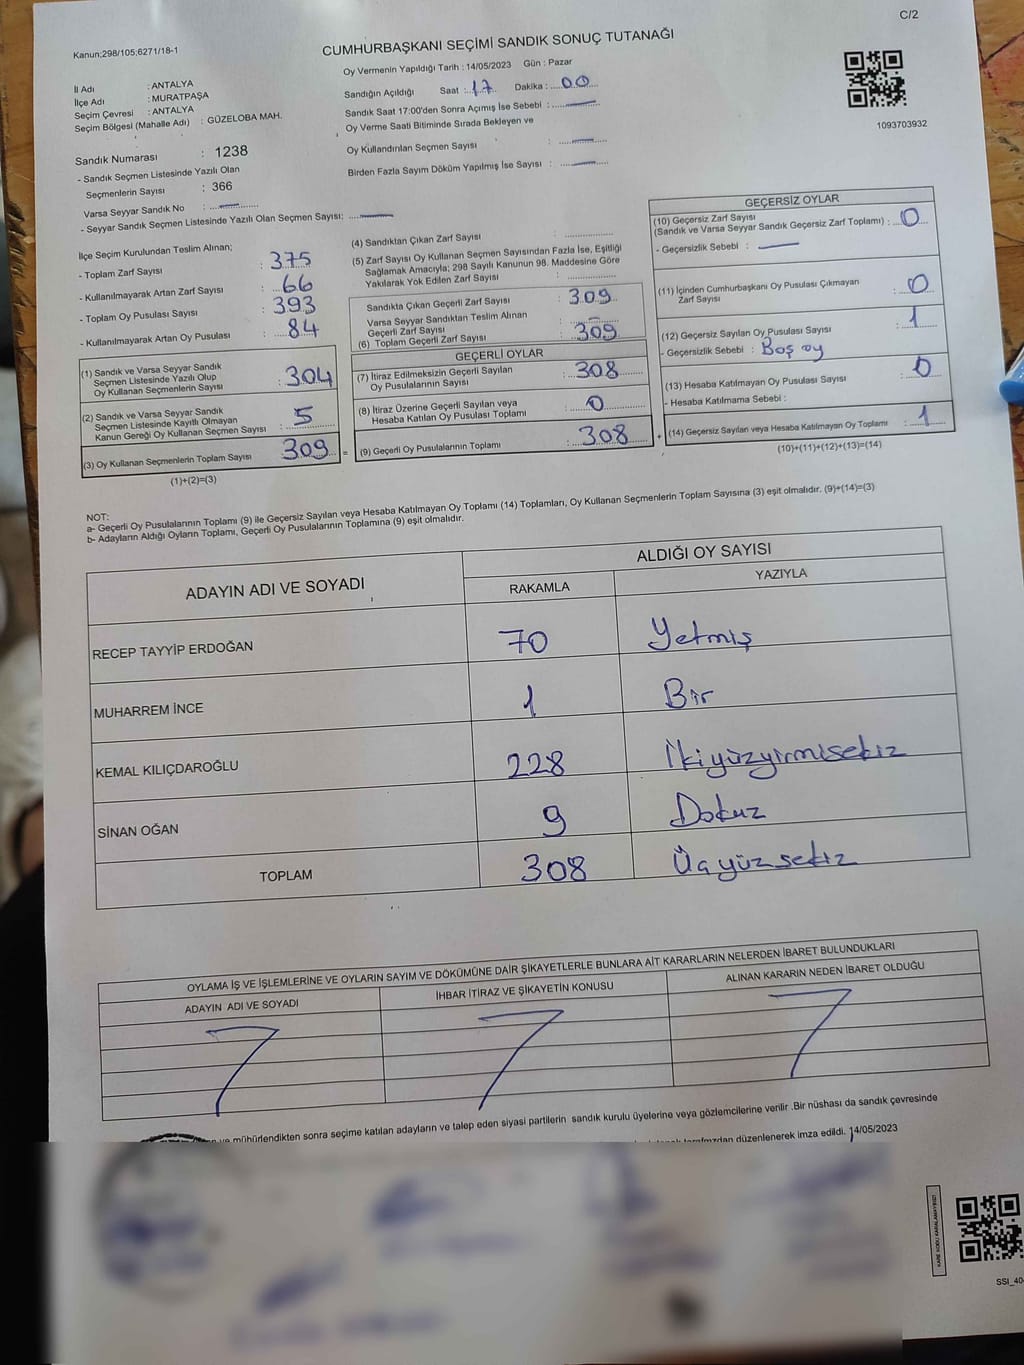 C/2
Kanun;298/105;6271/18-1
CUMHURBAŞKANI SEÇİMİ SANDIK SONUÇ TUTANAĞI
Oy Vermenin Yapıldığı Tarih : 14/05/2023 Gün : Pazar
İl Adı : ANTALYA
İlçe Adı : MURATPAŞA
Seçim Çevresi : ANTALYA
Seçim Bölgesi (Mahalle Adı) : GÜZELOBA MAH.
Sandığın Açıldığı Saat : 17 Dakika : 00
Sandık Saat 17:00'den Sonra Açımış İse Sebebi :
Oy Verme Saati Bitiminde Sırada Bekleyen ve
Oy Kullandırılan Seçmen Sayısı :
Birden Fazla Sayım Döküm Yapılmış İse Sayısı :
1093703932
Sandık Numarası : 1238
- Sandık Seçmen Listesinde Yazılı Olan
Seçmenlerin Sayısı : 366
Varsa Seyyar Sandık No :
- Seyyar Sandık Seçmen Listesinde Yazılı Olan Seçmen Sayısı:
İlçe Seçim Kurulundan Teslim Alınan;
- Toplam Zarf Sayısı : 375
- Kullanılmayarak Artan Zarf Sayısı : 66
- Toplam Oy Pusulası Sayısı : 393
- Kullanılmayarak Artan Oy Pusulası : 84
(1) Sandık ve Varsa Seyyar Sandık
Seçmen Listesinde Yazılı Olup
Oy Kullanan Seçmenlerin Sayısı : 304
(2) Sandık ve Varsa Seyyar Sandık
Seçmen Listesinde Kayıtlı Olmayan
Kanun Gereği Oy Kullanan Seçmen Sayısı : 5
(3) Oy Kullanan Seçmenlerin Toplam Sayısı 309 =
(1)+(2)=(3)
(4) Sandıktan Çıkan Zarf Sayısı :
(5) Zarf Sayısı Oy Kullanan Seçmen Sayısından Fazla İse, Eşitliği
Sağlamak Amacıyla; 298 Sayılı Kanunun 98. Maddesine Göre
Yakılarak Yok Edilen Zarf Sayısı :
Sandıkta Çıkan Geçerli Zarf Sayısı : 309
Varsa Seyyar Sandıktan Teslim Alınan
Geçerli Zarf Sayısı : -
(6) Toplam Geçerli Zarf Sayısı : 309
GEÇERLİ OYLAR
(7) İtiraz Edilmeksizin Geçerli Sayılan
Oy Pusulalarının Sayısı : 308
(8) İtiraz Üzerine Geçerli Sayılan veya
Hesaba Katılan Oy Pusulası Toplamı : 0
(9) Geçerli Oy Pusulalarının Toplamı : 308 +
GEÇERSİZ OYLAR
(10) Geçersiz Zarf Sayısı
(Sandık ve Varsa Seyyar Sandık Geçersiz Zarf Toplamı) : 0
- Geçersizlik Sebebi :
(11) İçinden Cumhurbaşkanı Oy Pusulası Çıkmayan
Zarf Sayısı : 0
(12) Geçersiz Sayılan Oy Pusulası Sayısı : 1
- Geçersizlik Sebebi : Boş oy
(13) Hesaba Katılmayan Oy Pusulası Sayısı : 0
- Hesaba Katılmama Sebebi :
(14) Geçersiz Sayılan veya Hesaba Katılmayan Oy Toplamı : 1
(10)+(11)+(12)+(13)=(14)
NOT:
a- Geçerli Oy Pusulalarının Toplamı (9) ile Geçersiz Sayılan veya Hesaba Katılmayan Oy Toplamı (14) Toplamları, Oy Kullanan Seçmenlerin Toplam Sayısına (3) eşit olmalıdır. (9)+(14)=(3)
b- Adayların Aldığı Oyların Toplamı, Geçerli Oy Pusulalarının Toplamına (9) eşit olmalıdır.
ADAYIN ADI VE SOYADI
ALDIĞI OY SAYISI
RAKAMLA YAZIYLA
RECEP TAYYİP ERDOĞAN 70 Yetmiş
MUHARREM İNCE 1 Bir
KEMAL KILIÇDAROĞLU 228 İkiyüzyirmisekiz
SİNAN OĞAN 9 Dokuz
TOPLAM 308 Üçyüzsekiz
OYLAMA İŞ VE İŞLEMLERİNE VE OYLARIN SAYIM VE DÖKÜMÜNE DAİR ŞİKAYETLERLE BUNLARA AİT KARARLARIN NELERDEN İBARET BULUNDUKLARI
ADAYIN ADI VE SOYADI İHBAR İTİRAZ VE ŞİKAYETİN KONUSU ALINAN KARARIN NEDEN İBARET OLDUĞU
ve mühürlendikten sonra seçime katılan adayların ve talep eden siyasi partilerin sandık kurulu üyelerine veya gözlemcilerine verilir .Bir nüshası da sandık çevresinde
tarafımızdan düzenlenerek imza edildi. 14/05/2023
KARE KODU KARALAMAYINIZ!
SSI_40